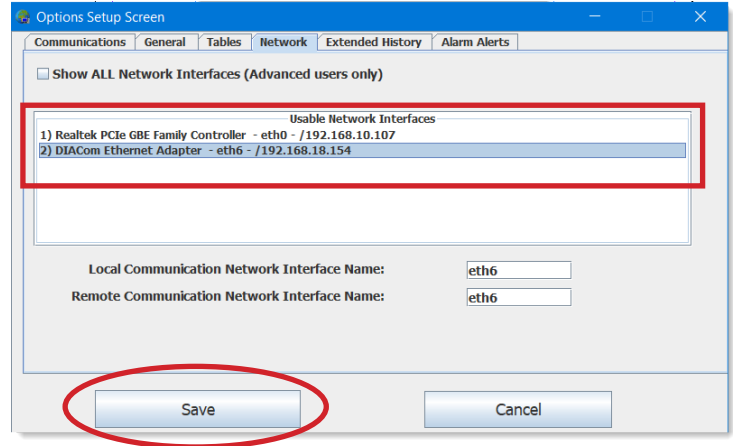 Options Setup Screen
Communications General Tables Network Extended History Alarm Alerts
Show ALL Network Interfaces (Advanced users only)
Usable Network Interfaces
1) Realtek PCIe GBE Family Controller - eth0 - /192.168.10.107
2) DIACom Ethernet Adapter - eth6 - /192.168.18.154
Local Communication Network Interface Name: eth6
Remote Communication Network Interface Name: eth6
Save Cancel